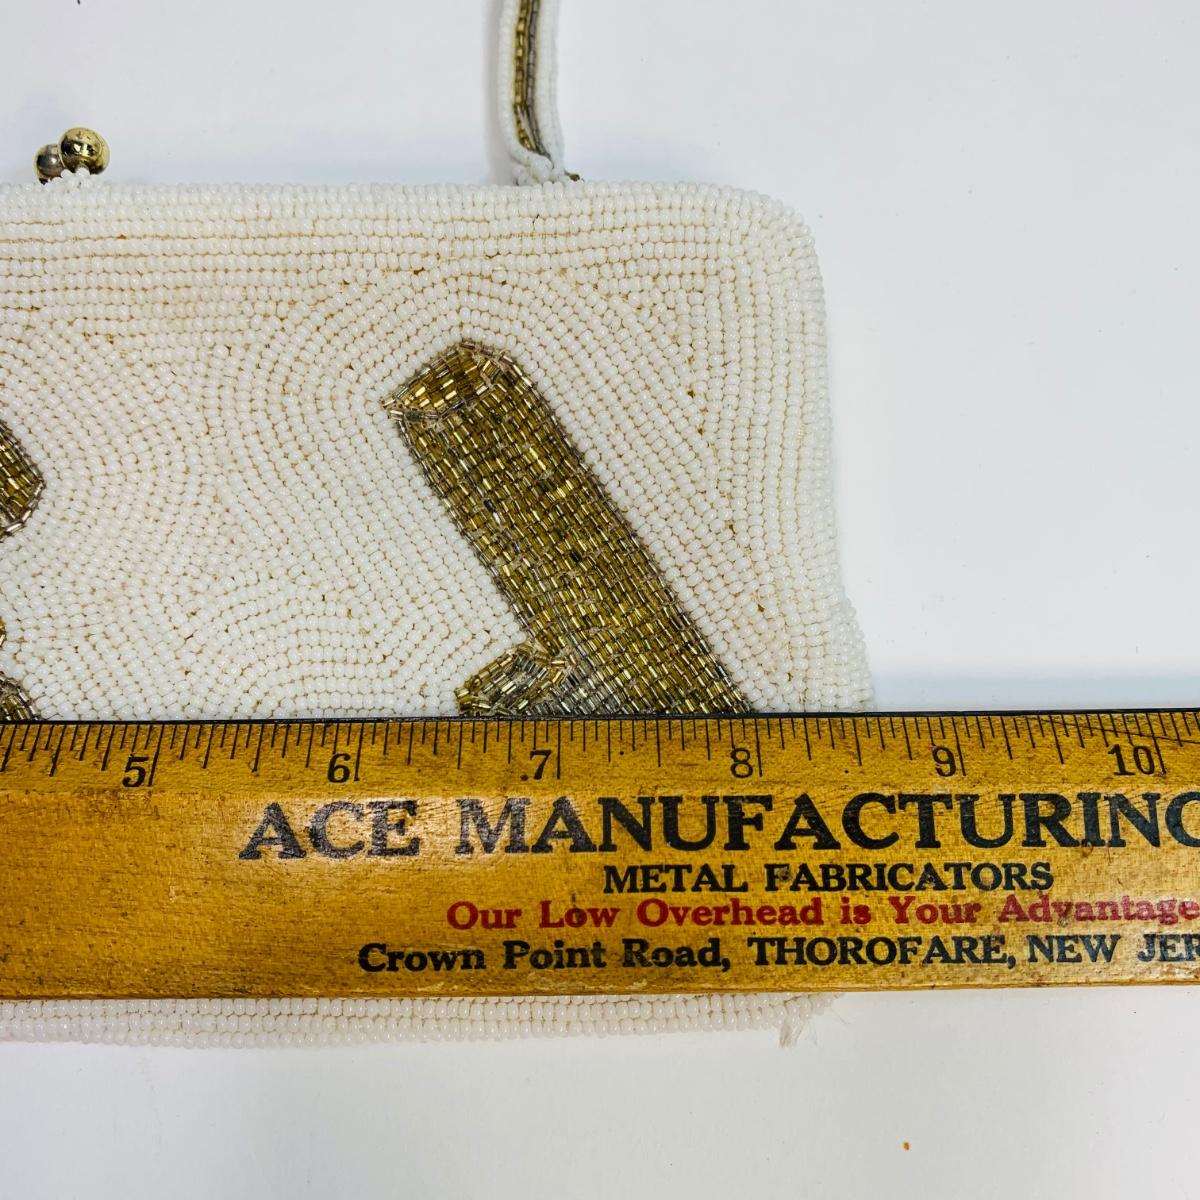 5 6 7 8 9 10
ACE MANUFACTURING
METAL FABRICATORS
Our Low Overhead is Your Advantage
Crown Point Road, THOROFARE, NEW JER